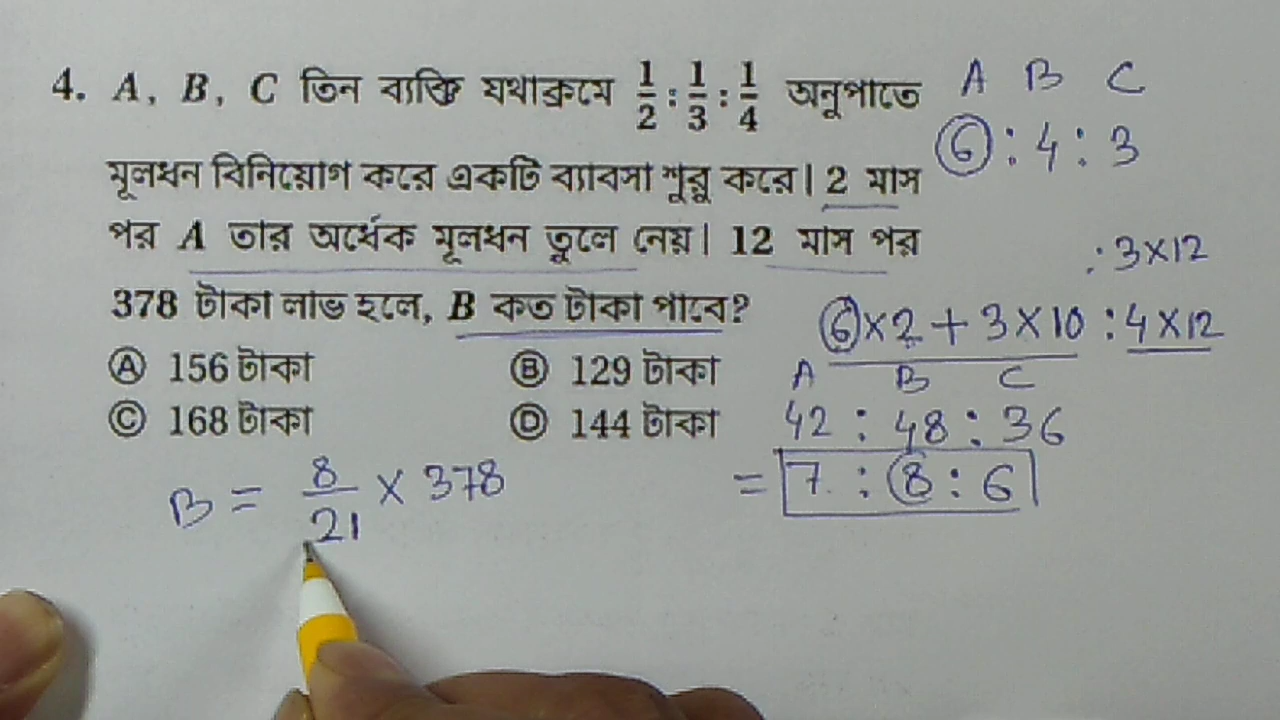 4. A, B, C তিন ব্যক্তি যথাক্রমে 1/2 : 1/3 : 1/4 অনুপাতে
মূলধন বিনিয়োগ করে একটি ব্যাবসা শুরু করে। 2 মাস
পর A তার অর্ধেক মূলধন তুলে নেয়। 12 মাস পর
378 টাকা লাভ হলে, B কত টাকা পাবে?
Ⓐ 156 টাকা Ⓑ 129 টাকা
Ⓒ 168 টাকা Ⓓ 144 টাকা
B = 8/21 × 378
A B C
6 : 4 : 3
: 3×12
6×2 + 3×10 : 4×12
A B C
42 : 48 : 36
= 7 : 8 : 6